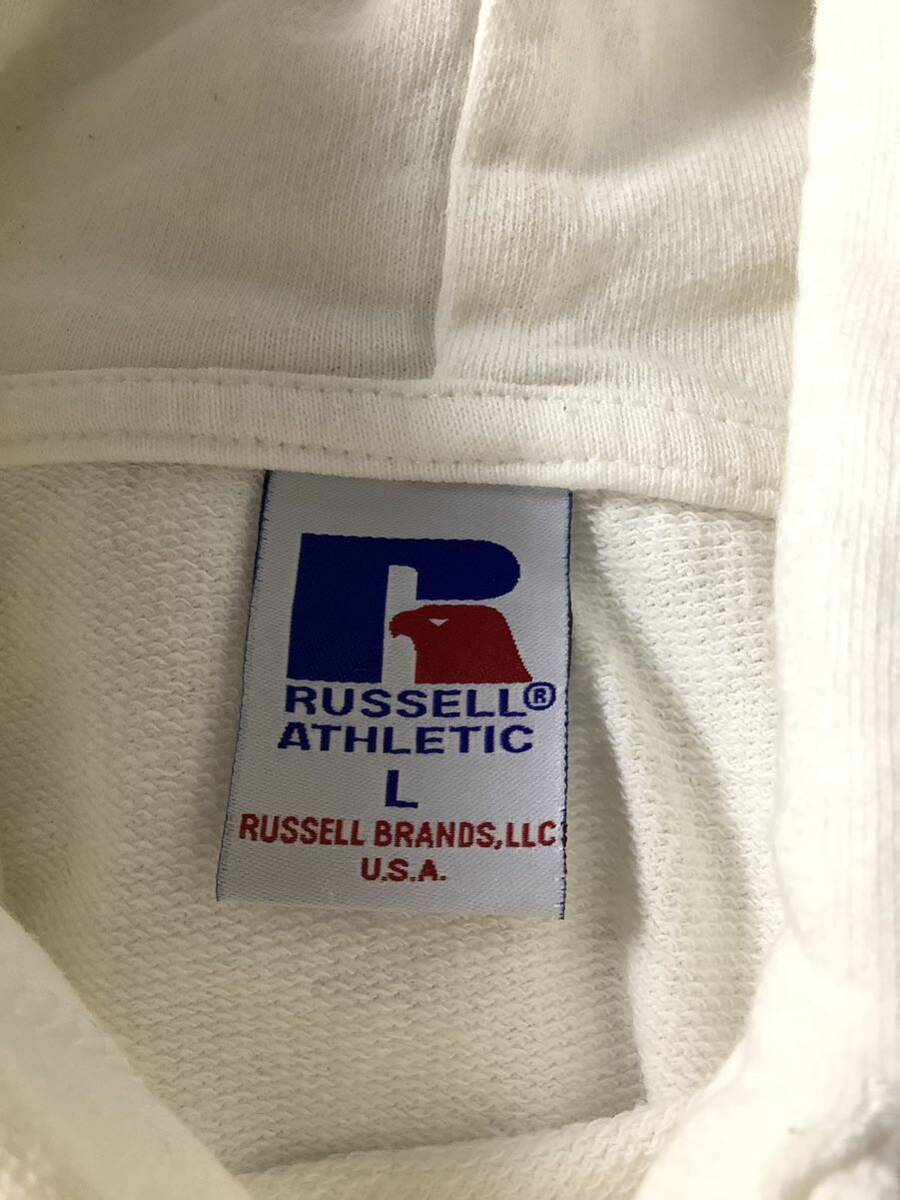 RUSSELL®
ATHLETIC
L
RUSSELL BRANDS,LLC
U.S.A.